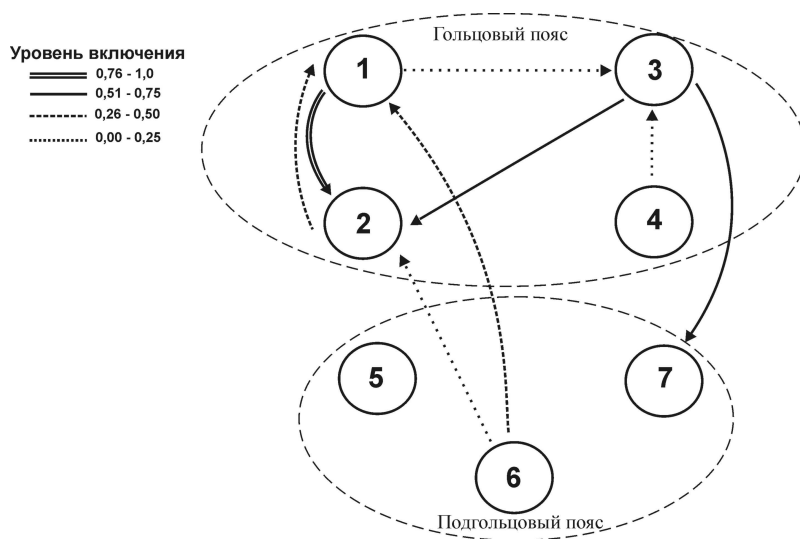 Гольцовый пояс
Уровень включения
0,76 - 1,0
0,51 - 0,75
0,26 - 0,50
0,00 - 0,25
1
3
2
4
5
7
6
Подгольцовый пояс